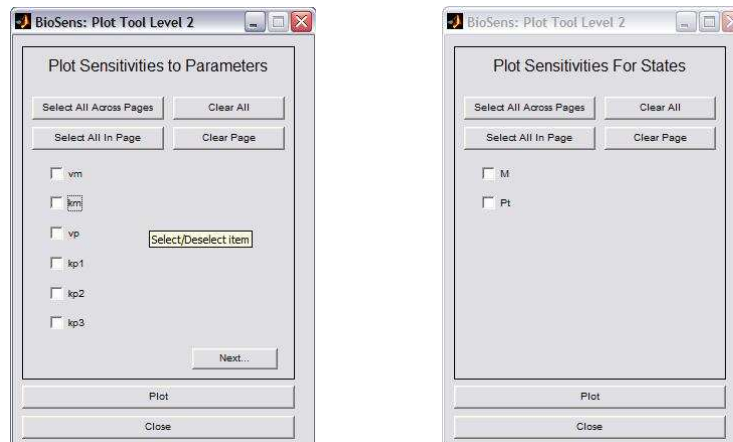 BioSens: Plot Tool Level 2
Plot Sensitivities to Parameters
Select All Across Pages Clear All
Select All In Page Clear Page
vm
km
vp
Select/Deselect item
kp1
kp2
kp3
Next...
Plot
Close
BioSens: Plot Tool Level 2
Plot Sensitivities For States
Select All Across Pages Clear All
Select All In Page Clear Page
M
Pt
Plot
Close